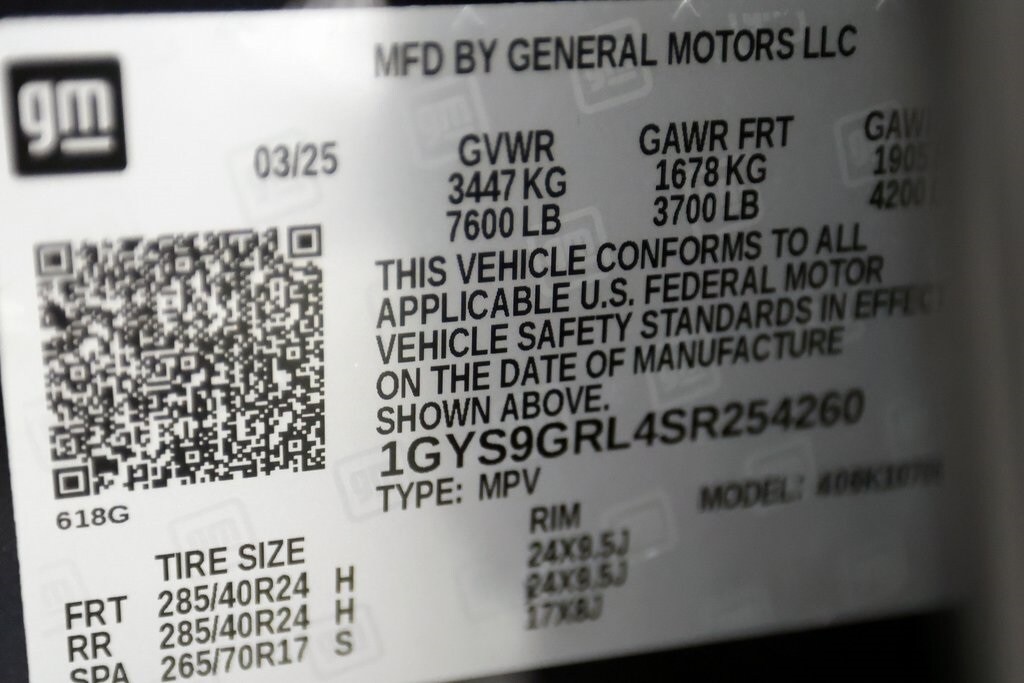 gm
MFD BY GENERAL MOTORS LLC
03/25
GVWR GAWR FRT
3447 KG 1678 KG
7600 LB 3700 LB 4200
THIS VEHICLE CONFORMS TO ALL
APPLICABLE U.S. FEDERAL MOTOR
VEHICLE SAFETY STANDARDS IN
ON THE DATE OF MANUFACTURE
SHOWN ABOVE.
1GYS9GRL4SR254260
TYPE: MPV MODEL:
618G
TIRE SIZE RIM
FRT 285/40R24 H 24X9.5J
RR 285/40R24 H 24X9.5J
SPA 265/70R17 S 17X8J